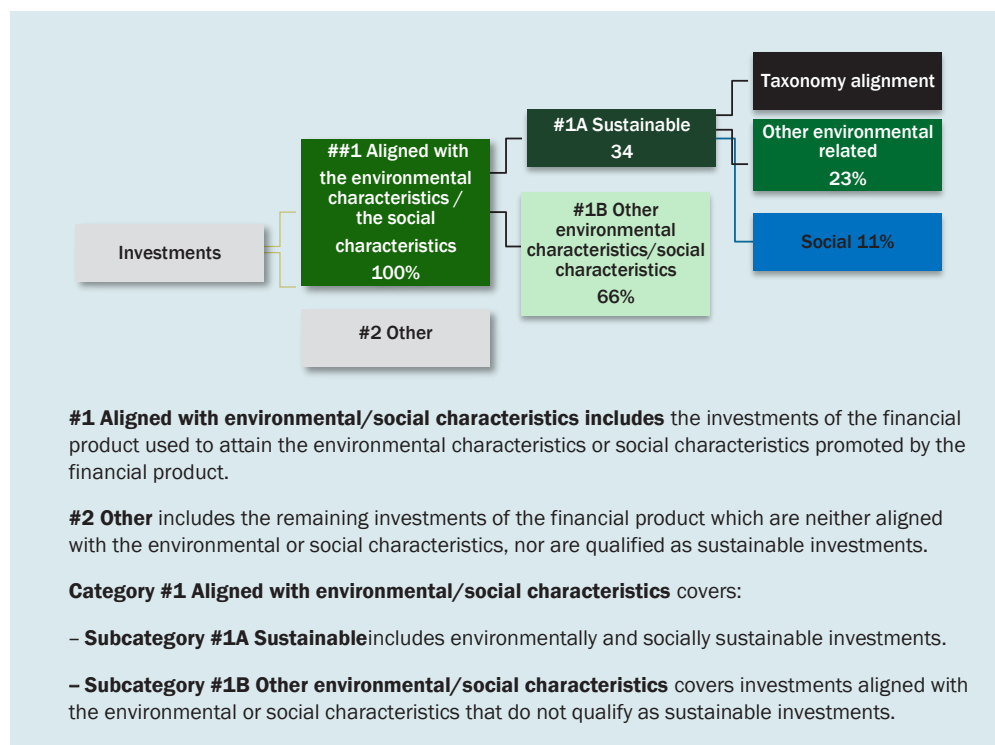 Investments
##1 Aligned with
the environmental
characteristics /
the social
characteristics
100%
#2 Other
#1A Sustainable
34
#1B Other
environmental
characteristics/social
characteristics
66%
Taxonomy alignment
Other environmental
related
23%
Social 11%
#1 Aligned with environmental/social characteristics includes the investments of the financial
product used to attain the environmental characteristics or social characteristics promoted by the
financial product.
#2 Other includes the remaining investments of the financial product which are neither aligned
with the environmental or social characteristics, nor are qualified as sustainable investments.
Category #1 Aligned with environmental/social characteristics covers:
– Subcategory #1A Sustainableincludes environmentally and socially sustainable investments.
– Subcategory #1B Other environmental/social characteristics covers investments aligned with
the environmental or social characteristics that do not qualify as sustainable investments.